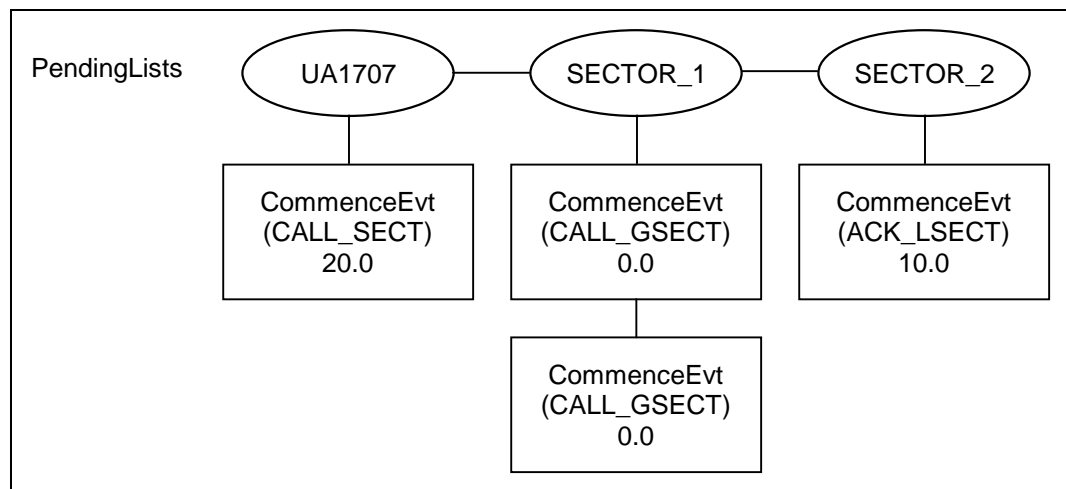 PendingLists
UA1707
SECTOR_1
SECTOR_2
CommenceEvt
(CALL_SECT)
20.0
CommenceEvt
(CALL_GSECT)
0.0
CommenceEvt
(ACK_LSECT)
10.0
CommenceEvt
(CALL_GSECT)
0.0